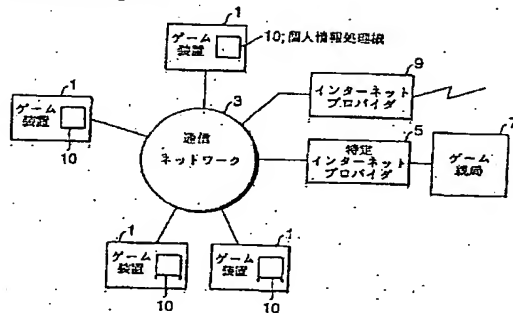 1
ゲーム
装置
10;個人情報処理機
1
ゲーム
装置
10
3
通信
ネットワーク
9
インターネット
プロバイダ
5
特定
インターネット
プロバイダ
7
ゲーム
親局
1
ゲーム
装置
10
1
ゲーム
装置
10